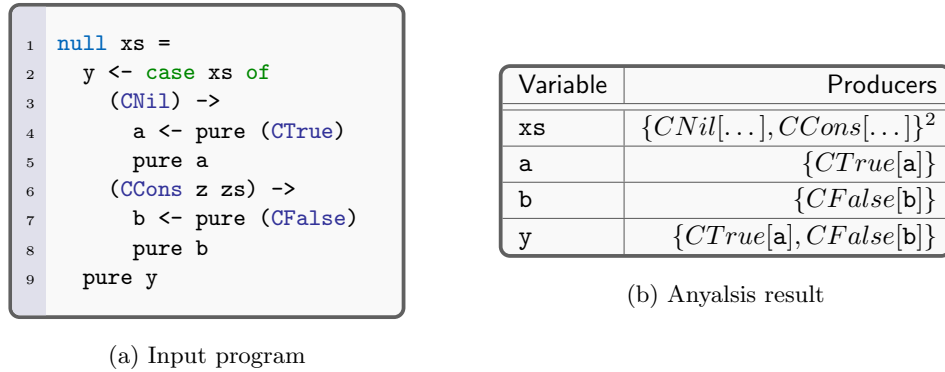 1 null xs =
2   y <- case xs of
3     (CNil) ->
4       a <- pure (CTrue)
5       pure a
6     (CCons z zs) ->
7       b <- pure (CFalse)
8       pure b
9   pure y
(a) Input program
Variable Producers
xs {CNil[...], CCons[...]}²
a {CTrue[a]}
b {CFalse[b]}
y {CTrue[a], CFalse[b]}
(b) Anyalsis result